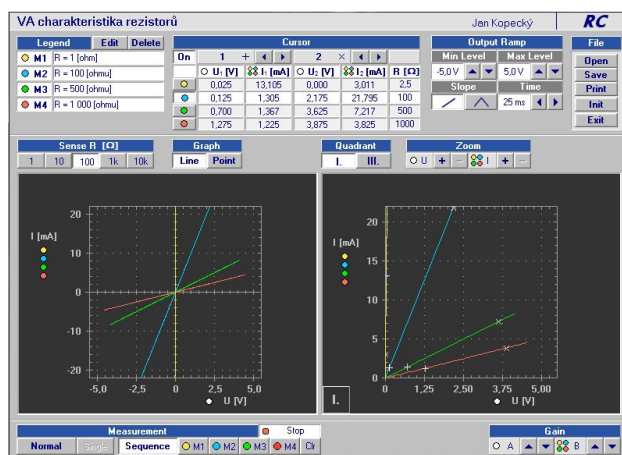 VA charakteristika rezistorů Jan Kopecký RC
Legend Edit Delete
M1 R = 1 [ohm]
M2 R = 100 [ohmu]
M3 R = 500 [ohmu]
M4 R = 1 000 [ohmu]
Cursor
On 1 + 2 ×
U₁ [V] I₁ [mA] U₂ [V] I₂ [mA] R [Ω]
0,025 13,105 0,000 3,011 2,5
0,125 1,305 2,175 21,795 100
0,700 1,367 3,625 7,217 500
1,275 1,225 3,875 3,825 1000
Output Ramp
Min Level Max Level
-5,0 V 5,0 V
Slope Time
25 ms
File
Open
Save
Print
Init
Exit
Sense R [Ω]
1 10 100 1k 10k
Graph
Line Point
Quadrant
I. III.
Zoom
U + − I + −
I [mA]
20
10
0
-10
-20
-5,0 -2,5 0 2,5 5,0
U [V]
I [mA]
20
15
10
5
0
0 1,25 2,50 3,75 5,00
U [V]
I.
Measurement
Normal Single Sequence
Stop
M1 M2 M3 M4 Clr
Gain
A B